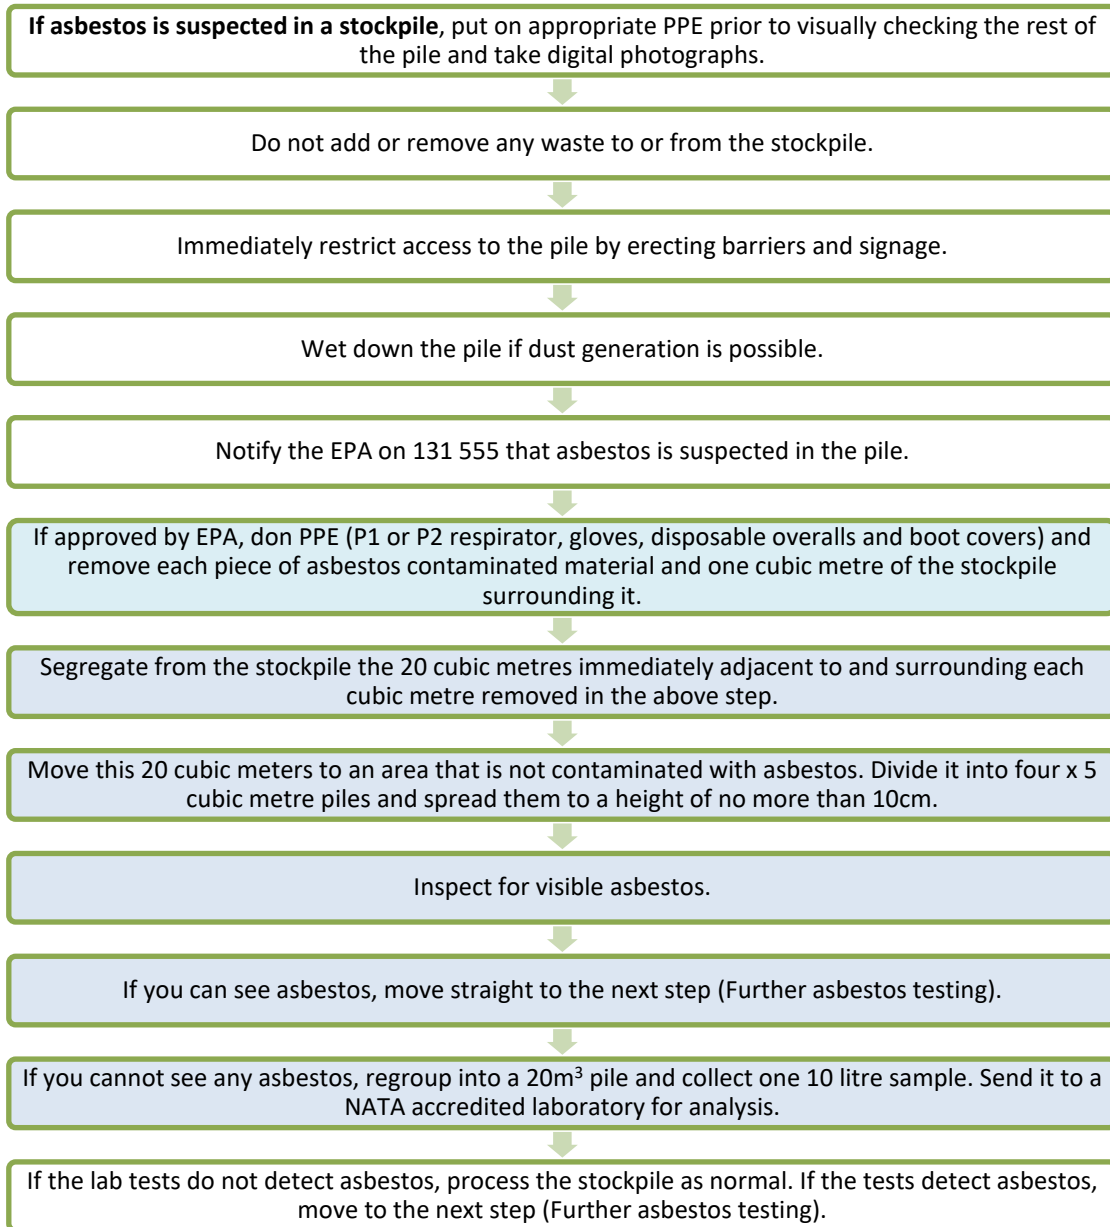 If asbestos is suspected in a stockpile, put on appropriate PPE prior to visually checking the rest of
the pile and take digital photographs.
Do not add or remove any waste to or from the stockpile.
Immediately restrict access to the pile by erecting barriers and signage.
Wet down the pile if dust generation is possible.
Notify the EPA on 131 555 that asbestos is suspected in the pile.
If approved by EPA, don PPE (P1 or P2 respirator, gloves, disposable overalls and boot covers) and
remove each piece of asbestos contaminated material and one cubic metre of the stockpile
surrounding it.
Segregate from the stockpile the 20 cubic metres immediately adjacent to and surrounding each
cubic metre removed in the above step.
Move this 20 cubic meters to an area that is not contaminated with asbestos. Divide it into four x 5
cubic metre piles and spread them to a height of no more than 10cm.
Inspect for visible asbestos.
If you can see asbestos, move straight to the next step (Further asbestos testing).
If you cannot see any asbestos, regroup into a 20m³ pile and collect one 10 litre sample. Send it to a
NATA accredited laboratory for analysis.
If the lab tests do not detect asbestos, process the stockpile as normal. If the tests detect asbestos,
move to the next step (Further asbestos testing).